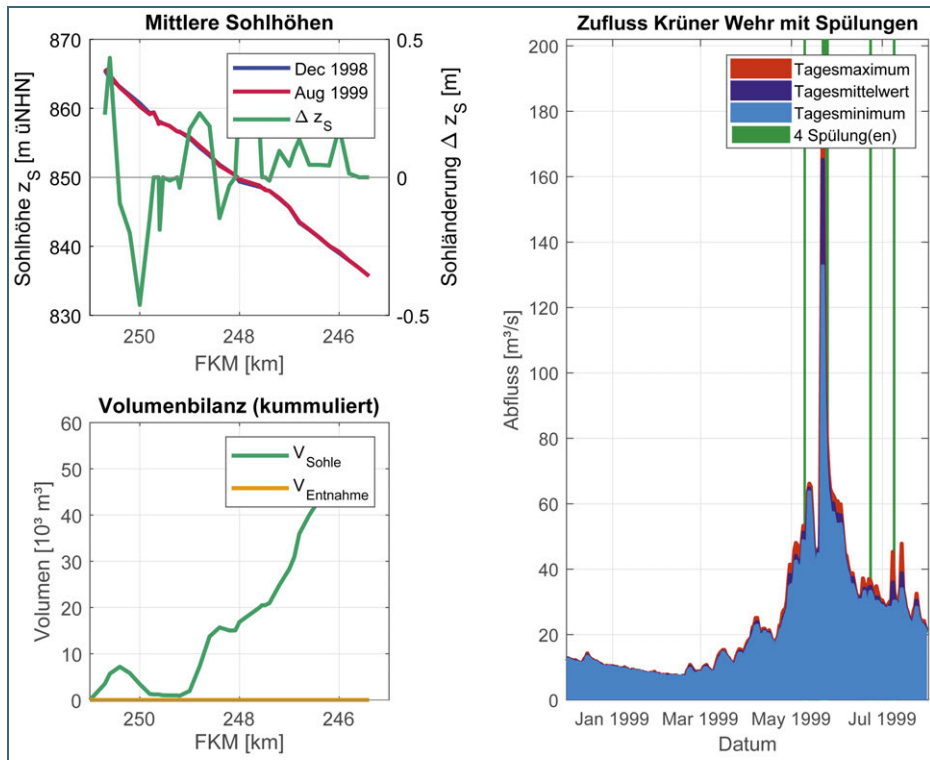 Mittlere Sohlhöhen
870
860
850
840
830
Sohlhöhe z_S [m üNHN]
0.5
0
-0.5
Sohländerung Δ z_S [m]
Dec 1998
Aug 1999
Δ z_S
250
248
246
FKM [km]
Volumenbilanz (kummuliert)
60
50
40
30
20
10
0
Volumen [10³ m³]
V_Sohle
V_Entnahme
250
248
246
FKM [km]
Zufluss Krüner Wehr mit Spülungen
200
180
160
140
120
100
80
60
40
20
0
Abfluss [m³/s]
Tagesmaximum
Tagesmittelwert
Tagesminimum
4 Spülung(en)
Jan 1999
Mar 1999
May 1999
Jul 1999
Datum